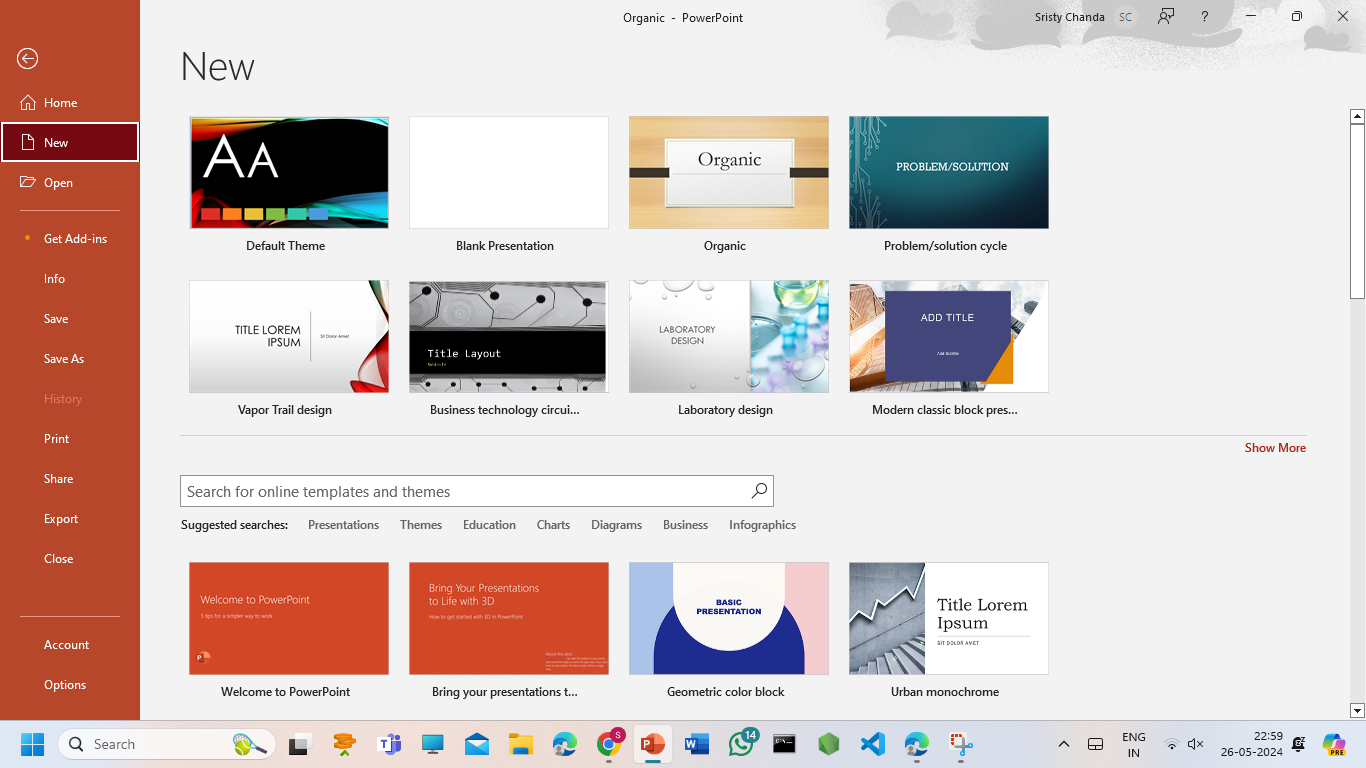 Organic - PowerPoint
Sristy Chanda SC
?
New
Home
New
Open
Get Add-ins
Info
Save
Save As
History
Print
Share
Export
Close
Account
Options
AA
Default Theme
Blank Presentation
Organic
Organic
PROBLEM/SOLUTION
Problem/solution cycle
TITLE LOREM
IPSUM
Sit Dolor Amet
Vapor Trail design
Title Layout
Subtitle
Business technology circui...
LABORATORY
DESIGN
Laboratory design
ADD TITLE
Add Subtitle
Modern classic block pres...
Show More
Search for online templates and themes
Suggested searches: Presentations Themes Education Charts Diagrams Business Infographics
Welcome to PowerPoint
5 tips for a simpler way to work
P
Welcome to PowerPoint
Bring Your Presentations
to Life with 3D
How to get started with 3D in PowerPoint
About this deck
Bring your presentations t...
BASIC
PRESENTATION
Geometric color block
Title Lorem
Ipsum
SIT DOLOR AMET
Urban monochrome
Search
S
P
W
14
ENG
IN
22:59
26-05-2024
PRE